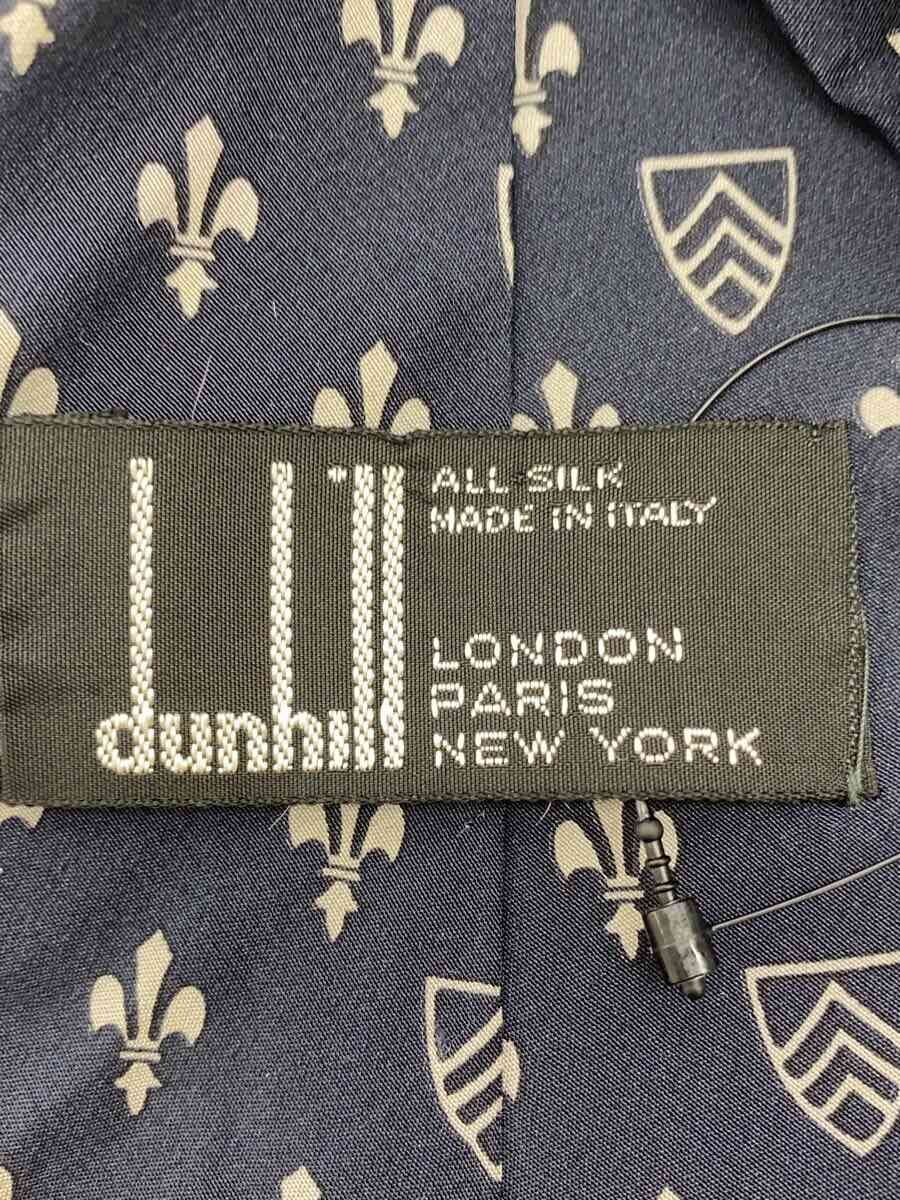 dunhill
ALL SILK
MADE IN ITALY
LONDON
PARIS
NEW YORK